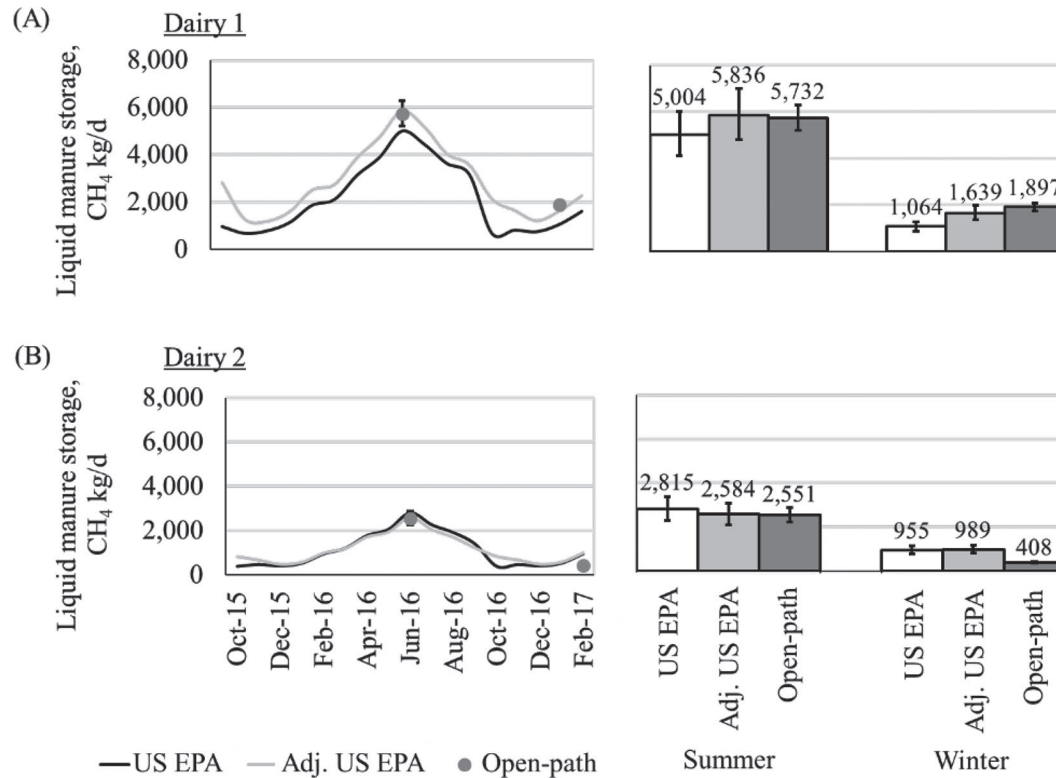 (A)
Dairy 1
Liquid manure storage,
CH₄ kg/d
8,000
6,000
4,000
2,000
0
5,004
5,836
5,732
1,064
1,639
1,897
(B)
Dairy 2
Liquid manure storage,
CH₄ kg/d
8,000
6,000
4,000
2,000
0
Oct-15
Dec-15
Feb-16
Apr-16
Jun-16
Aug-16
Oct-16
Dec-16
Feb-17
2,815
2,584
2,551
955
989
408
US EPA
Adj. US EPA
Open-path
US EPA
Adj. US EPA
Open-path
Summer
Winter
US EPA
Adj. US EPA
Open-path